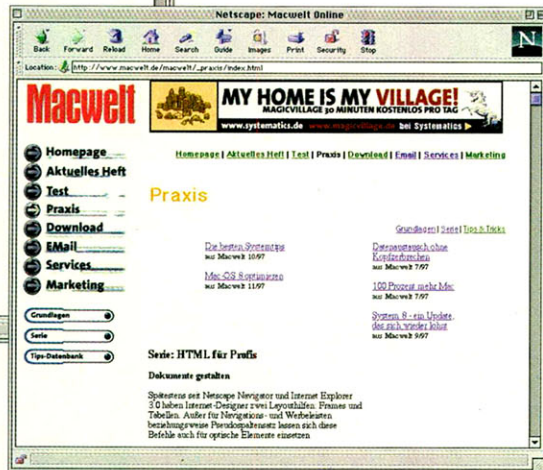 Netscape: Macwelt Online
Back Forward Reload Home Search Guide Images Print Security Stop
N
Location: http://www.macwelt.de/macwelt/_praxis/index.html
Macwelt
MY HOME IS MY VILLAGE!
MAGICVILLAGE 30 MINUTEN KOSTENLOS PRO TAG
www.systematics.de www.magicvillage.de bei Systematics
Homepage | Aktuelles Heft | Test | Praxis | Download | Email | Services | Marketing
Homepage
Aktuelles Heft
Test
Praxis
Download
EMail
Services
Marketing
Grundlagen
Serie
Tips-Datenbank
Praxis
Grundlagen | Serie | Tips & Tricks
Die besten Systemtips
aus Macwelt 10/97
Mac-OS 8 optimieren
aus Macwelt 11/97
Datenaustausch ohne
Kopfzerbrechen
aus Macwelt 7/97
100 Prozent mehr Mac
aus Macwelt 7/97
System 8 - ein Update,
das sich wieder lohnt
aus Macwelt 9/97
Serie: HTML für Profis
Dokumente gestalten
Spätestens seit Netscape Navigator und Internet Explorer
3.0 haben Internet-Designer zwei Layouthilfen: Frames und
Tabellen. Außer für Navigations- und Werbeleisten
beziehungsweise Pseudospaltensatz lassen sich diese
Befehle auch für optische Elemente einsetzen